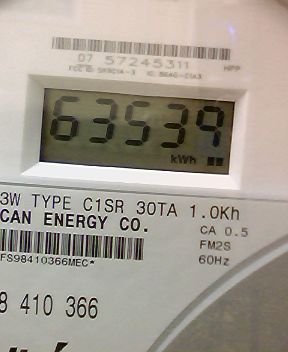 07 57245311
HPP
63539
kWh
3W TYPE C1SR 30TA 1.0Kh
CAN ENERGY CO.
CA 0.5
FM2S
FS98410366MEC*
60Hz
8 410 366